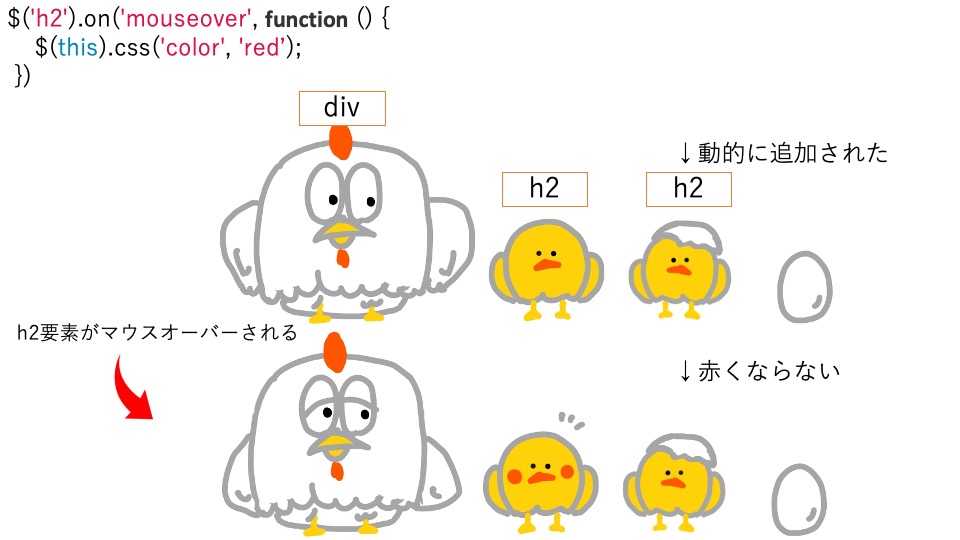 $('h2').on('mouseover', function () {
$(this).css('color', 'red’);
})
div
↓動的に追加された
h2
h2
h2要素がマウスオーバーされる
↓赤くならない